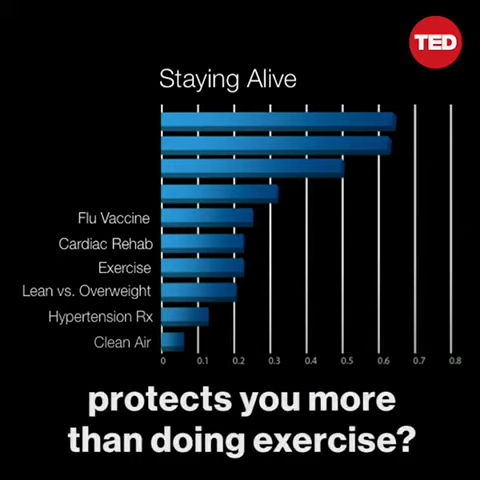 TED
Staying Alive
Flu Vaccine
Cardiac Rehab
Exercise
Lean vs. Overweight
Hypertension Rx
Clean Air
0 0.1 0.2 0.3 0.4 0.5 0.6 0.7 0.8
protects you more
than doing exercise?